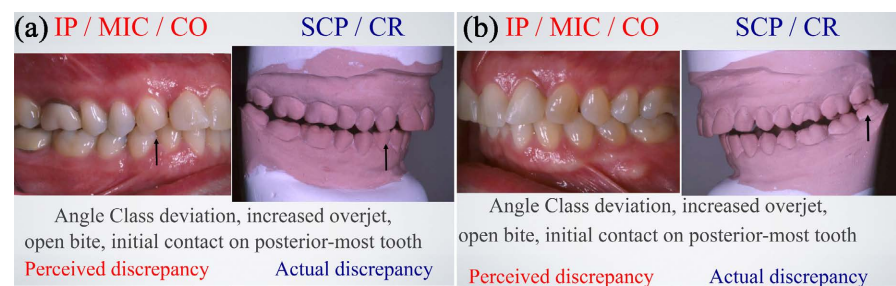 (a) IP / MIC / CO SCP / CR
Angle Class deviation, increased overjet,
open bite, initial contact on posterior-most tooth
Perceived discrepancy Actual discrepancy
(b) IP / MIC / CO SCP / CR
Angle Class deviation, increased overjet,
open bite, initial contact on posterior-most tooth
Perceived discrepancy Actual discrepancy